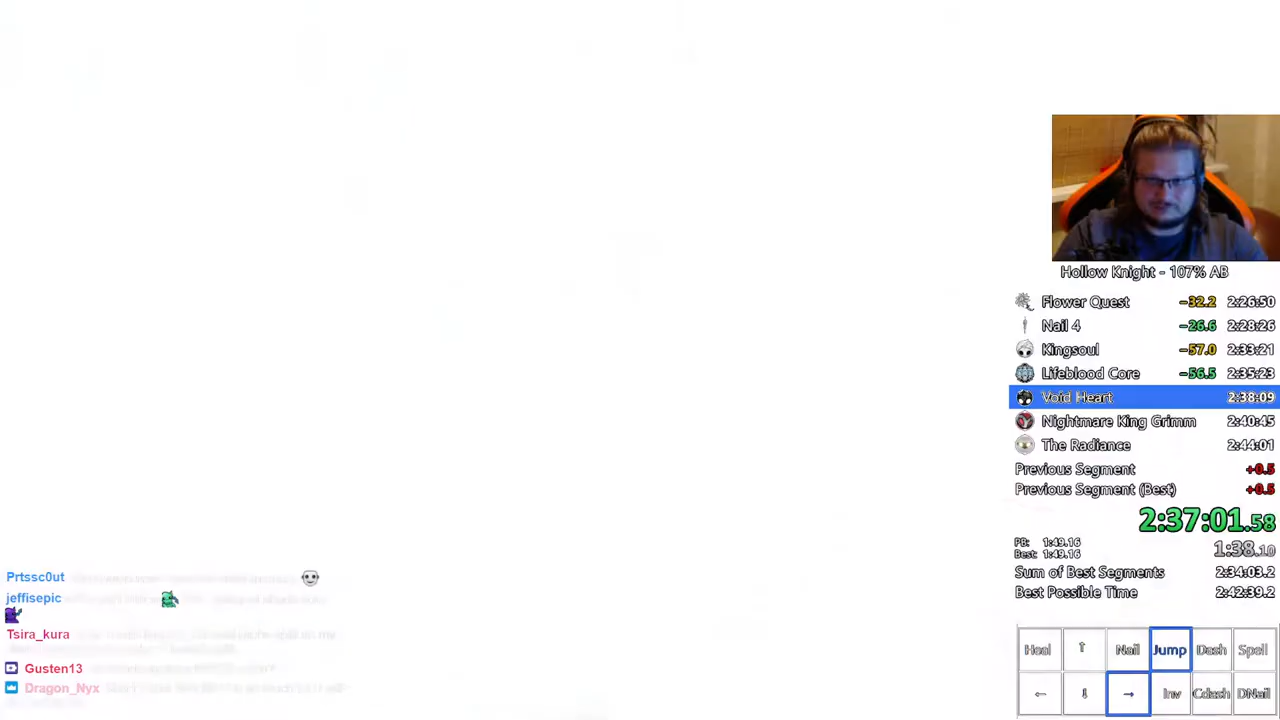 Hollow Knight - 107% AB
Flower Quest -32.2 2:26:50
Nail 4 -26.6 2:28:26
Kingsoul -57.0 2:33:21
Lifeblood Core -56.5 2:35:23
Void Heart 2:38:09
Nightmare King Grimm 2:40:45
The Radiance 2:44:01
Previous Segment +0.5
Previous Segment (Best) +0.5
2:37:01.58
PB: 1:49.16
Best: 1:49.16
1:38.10
Sum of Best Segments 2:34:03.2
Best Possible Time 2:42:39.2
Heal ↑ Nail Jump Dash Spell
← ↓ → Inv Cdash DNail
Prtssc0ut
jeffisepic
Tsira_kura
Gusten13
Dragon_Nyx